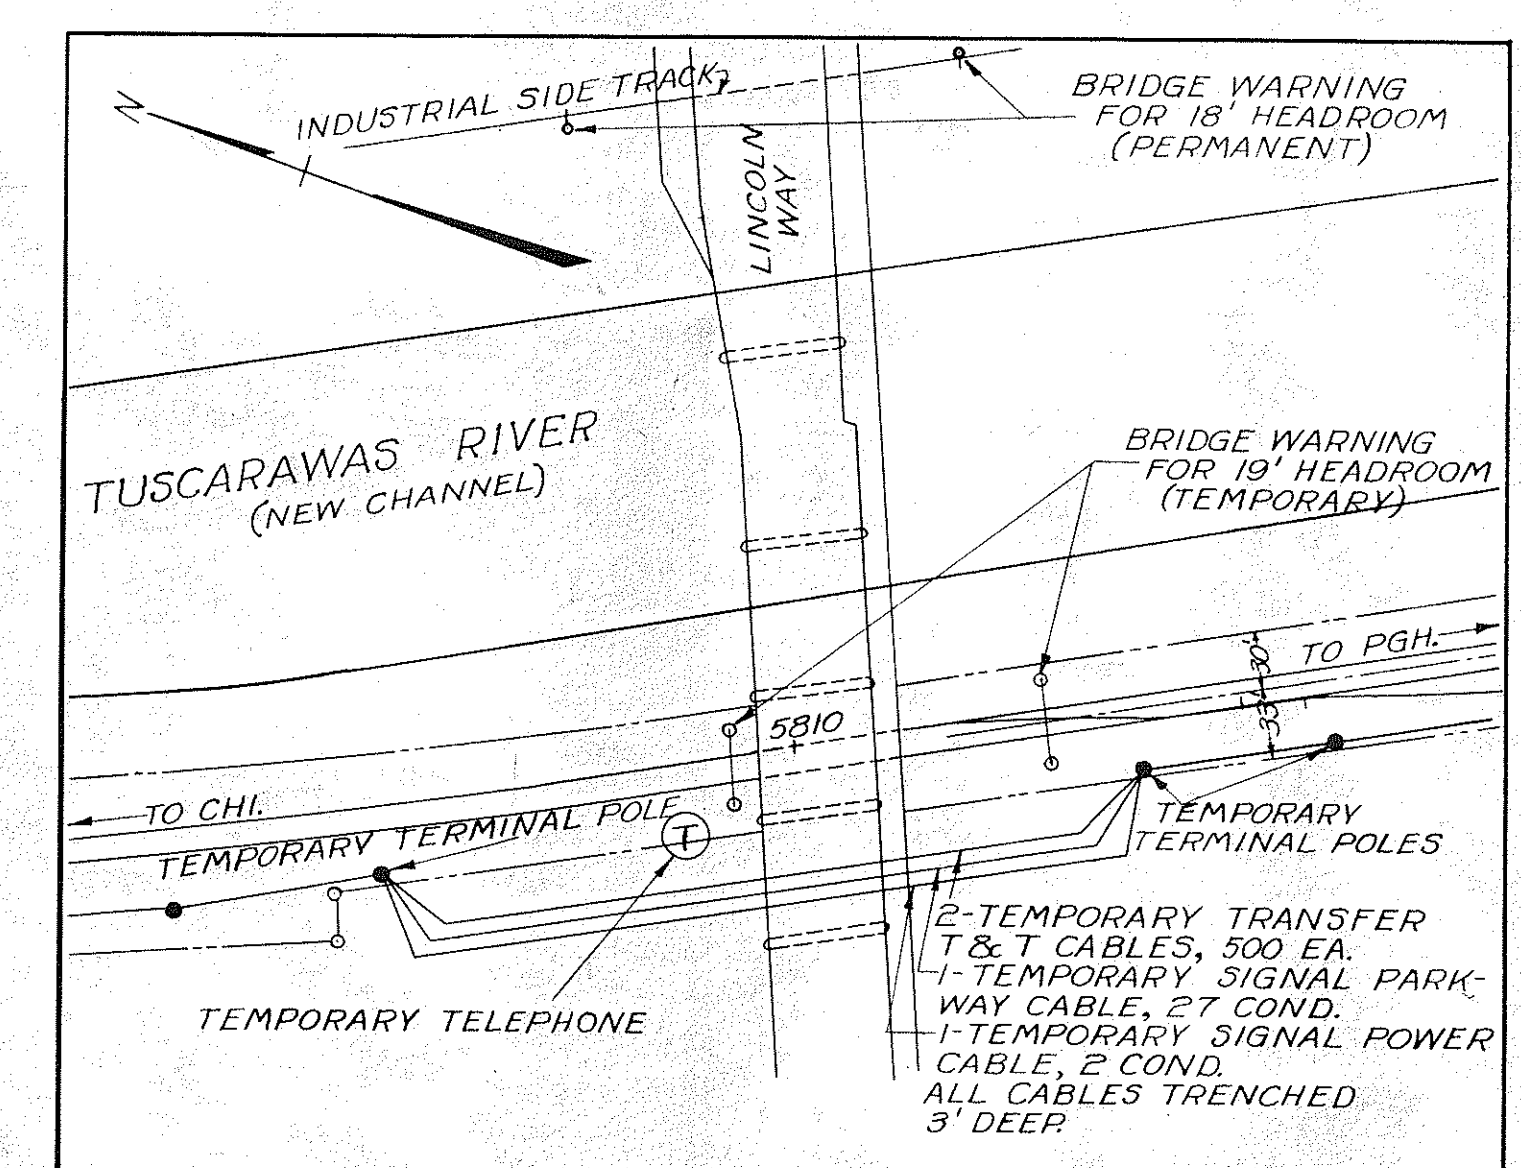 N
INDUSTRIAL SIDE TRACK
BRIDGE WARNING
FOR 18' HEADROOM
(PERMANENT)
LINCOLN
WAY
TUSCARAWAS RIVER
(NEW CHANNEL)
BRIDGE WARNING
FOR 19' HEADROOM
(TEMPORARY)
30'
TO PGH.
33'
5810
TO CHI.
TEMPORARY TERMINAL POLE
T
TEMPORARY
TERMINAL POLES
2-TEMPORARY TRANSFER
T & T CABLES, 500 EA.
1-TEMPORARY SIGNAL PARK-
WAY CABLE, 27 COND.
1-TEMPORARY SIGNAL POWER
CABLE, 2 COND.
ALL CABLES TRENCHED
3' DEEP.
TEMPORARY TELEPHONE